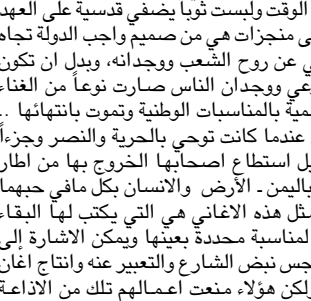 الوقت ولبست ثوباً يضفي قدسية على العهد
ى منجزات هي من صميم واجب الدولة تجاه
ي عن روح الشعب ووجدانه، وبدل ان تكون
عي ووجدان الناس صارت نوعاً من الغناء
مية بالمناسبات الوطنية وتموت بانتهائها ..
عندما كانت توحي بالحرية والنصر وجزءاً
بل استطاع اصحابها الخروج بها من اطار
باليمن ـ الأرض والانسان بكل مافي حبهما
مثل هذه الاغاني هي التي يكتب لها البقاء
لمناسبة محددة بعينها ويمكن الاشارة إلى
جس نبض الشارع والتعبير عنه وانتاج اغان
ولكن هؤلاء منعت اعمالهم تلك من الاذاعة